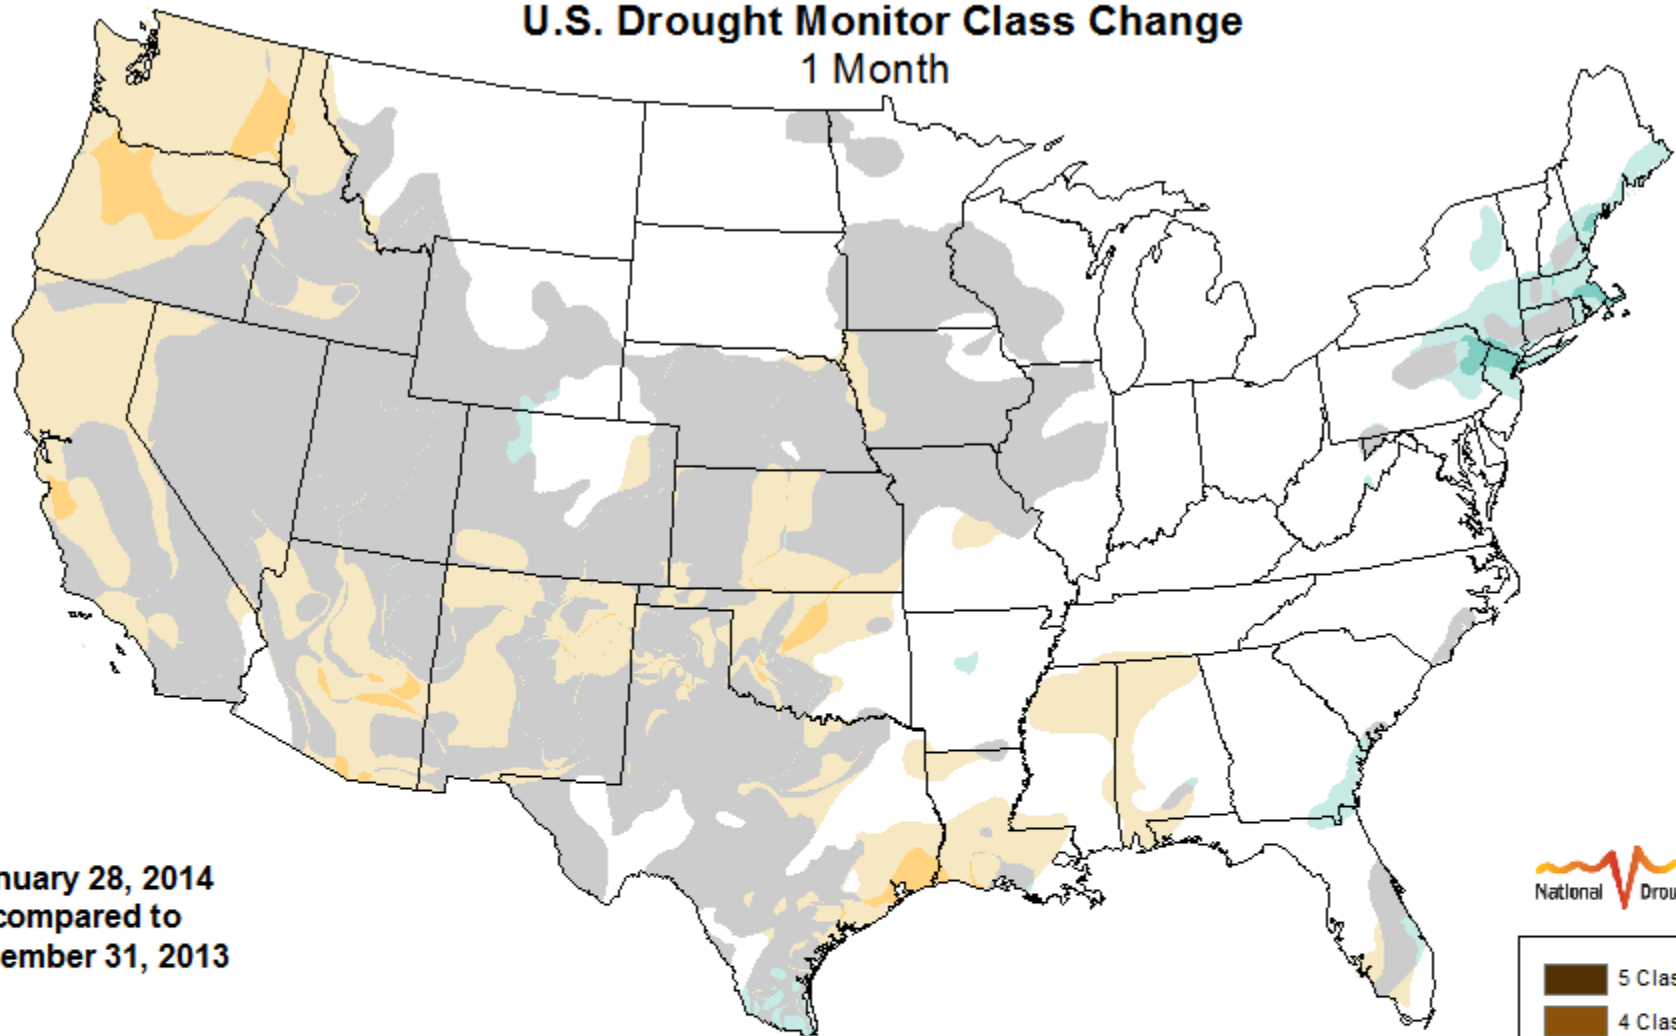 U.S. Drought Monitor Class Change
1 Month
nuary 28, 2014
compared to
ember 31, 2013
National Drou
5 Clas
4 Clas